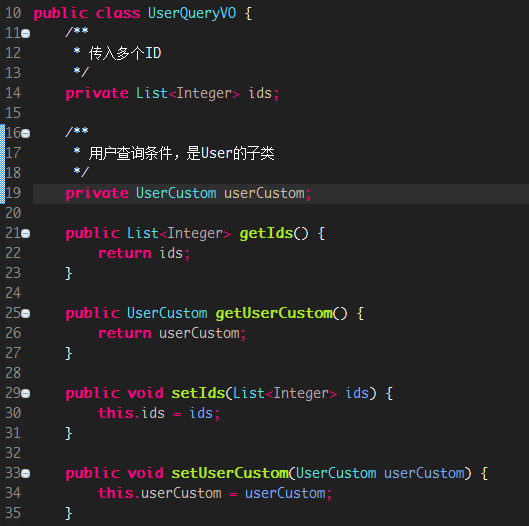 10 public class UserQueryVO {
11 /**
12 * 传入多个ID
13 */
14 private List<Integer> ids;
15
16 /**
17 * 用户查询条件，是User的子类
18 */
19 private UserCustom userCustom;
20
21 public List<Integer> getIds() {
22 return ids;
23 }
24
25 public UserCustom getUserCustom() {
26 return userCustom;
27 }
28
29 public void setIds(List<Integer> ids) {
30 this.ids = ids;
31 }
32
33 public void setUserCustom(UserCustom userCustom) {
34 this.userCustom = userCustom;
35 }